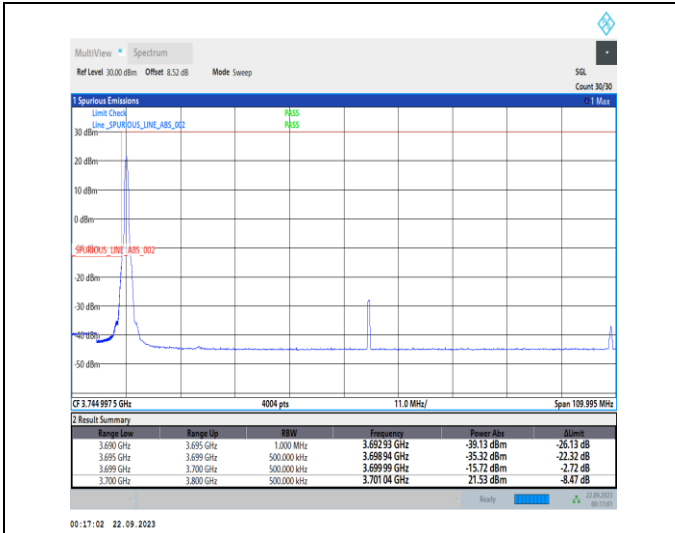 MultiView Spectrum
Ref Level 30.00 dBm Offset 8.52 dB Mode Sweep SGL
Count 30/30
1 Spurious Emissions 1 Max
Limit Check PASS
Line _SPURIOUS_LINE_ABS_002 PASS
30 dBm
20 dBm
10 dBm
0 dBm
_SPURIOUS_LINE_ABS_002
-20 dBm
-30 dBm
-40 dBm
-50 dBm
CF 3.744 997 5 GHz 4004 pts 11.0 MHz/ Span 109.995 MHz
2 Result Summary
Range Low Range Up RBW Frequency Power Abs ΔLimit
3.690 GHz 3.695 GHz 1.000 MHz 3.692 93 GHz -39.13 dBm -26.13 dB
3.695 GHz 3.699 GHz 500.000 kHz 3.698 94 GHz -35.32 dBm -22.32 dB
3.699 GHz 3.700 GHz 500.000 kHz 3.699 99 GHz -15.72 dBm -2.72 dB
3.700 GHz 3.800 GHz 500.000 kHz 3.701 04 GHz 21.53 dBm -8.47 dB
Ready 22.09.2023
00:17:02 22.09.2023